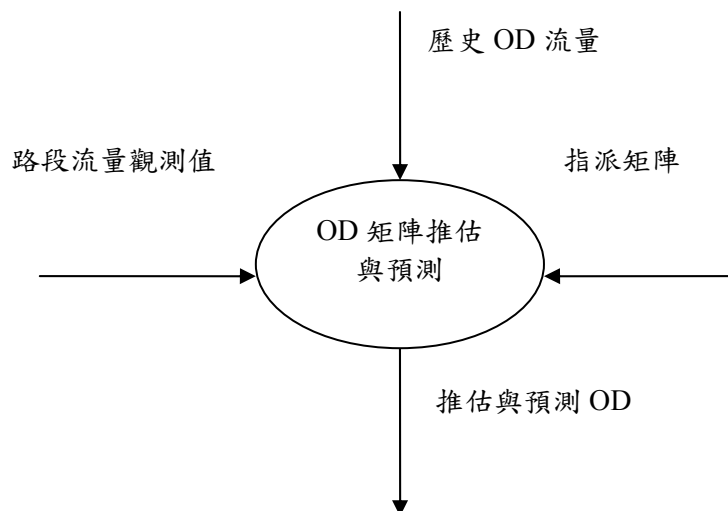 歷史 OD 流量
路段流量觀測值
指派矩陣
OD 矩陣推估
與預測
推估與預測 OD